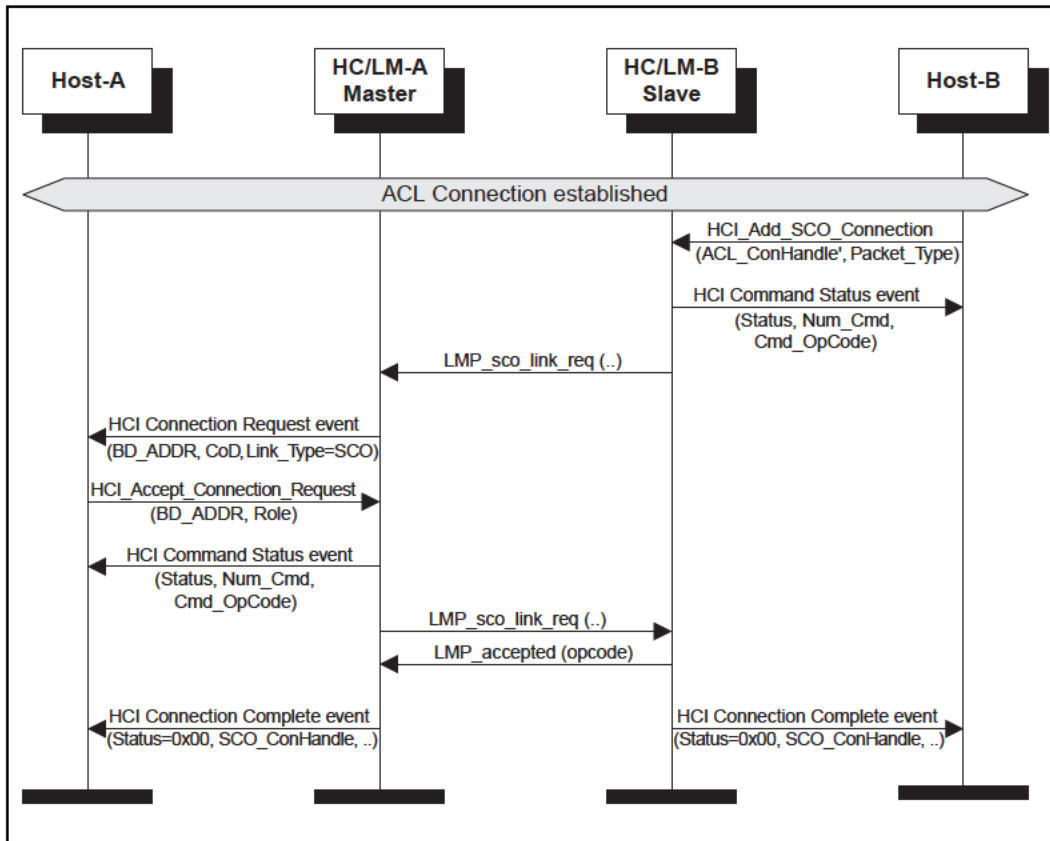 Host-A
HC/LM-A
Master
HC/LM-B
Slave
Host-B
ACL Connection established
HCI_Add_SCO_Connection
(ACL_ConHandle', Packet_Type)
HCI Command Status event
(Status, Num_Cmd,
Cmd_OpCode)
LMP_sco_link_req (..)
HCI Connection Request event
(BD_ADDR, CoD, Link_Type=SCO)
HCI_Accept_Connection_Request
(BD_ADDR, Role)
HCI Command Status event
(Status, Num_Cmd,
Cmd_OpCode)
LMP_sco_link_req (..)
LMP_accepted (opcode)
HCI Connection Complete event
(Status=0x00, SCO_ConHandle, ..)
HCI Connection Complete event
(Status=0x00, SCO_ConHandle, ..)